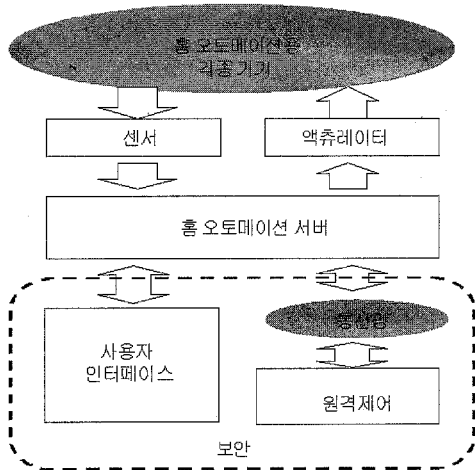 홈 오토메이션용
각종 기기
센서
액츄레이터
홈 오토메이션 서버
사용자
인터페이스
통신망
원격제어
보안